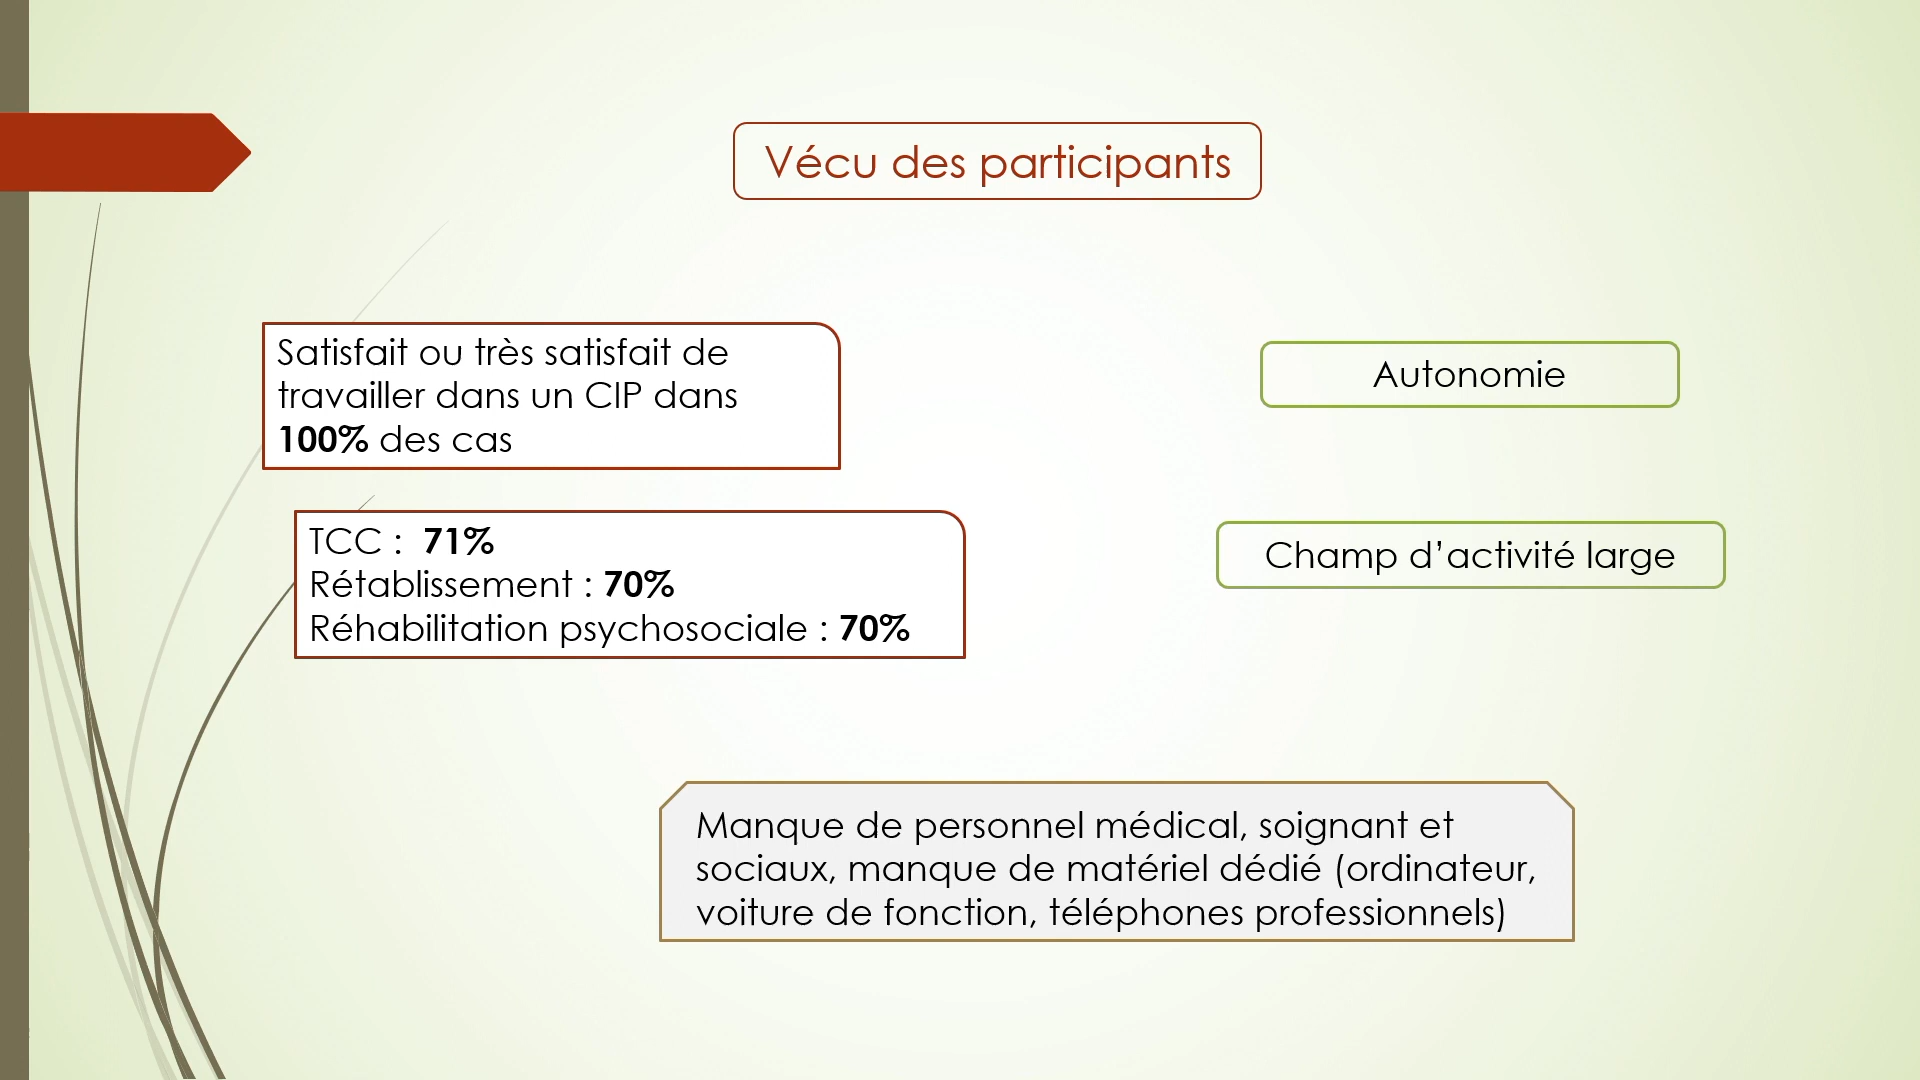 Vécu des participants
Satisfait ou très satisfait de
travailler dans un CIP dans
100% des cas
Autonomie
TCC :  71%
Rétablissement : 70%
Réhabilitation psychosociale : 70%
Champ d’activité large
Manque de personnel médical, soignant et
sociaux, manque de matériel dédié (ordinateur,
voiture de fonction, téléphones professionnels)